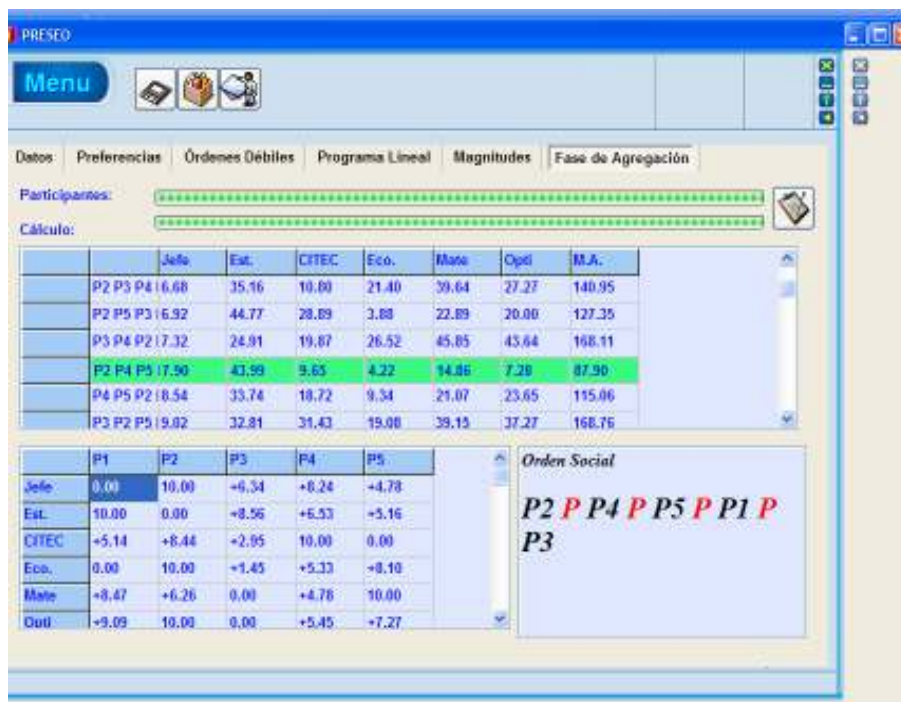 PRESEO
Menu
Datos Preferencias Órdenes Débiles Programa Lineal Magnitudes Fase de Agregación
Participantes:
Cálculo:
Jefe Est. CITEC Eco. Mate Opti M.A.
P2 P3 P4 6.68 35.16 10.80 21.40 39.64 27.27 140.95
P2 P5 P3 6.92 44.77 28.89 3.88 22.89 20.00 127.35
P3 P4 P2 7.32 24.91 19.87 26.52 45.85 43.64 168.11
P2 P4 P5 7.90 43.99 9.65 4.22 14.86 7.28 87.90
P4 P5 P2 8.54 33.74 18.72 9.34 21.07 23.65 115.06
P3 P2 P5 9.02 32.81 31.43 19.08 39.15 37.27 168.76
P1 P2 P3 P4 P5
Jefe 0.00 10.00 +6.34 +8.24 +4.78
Est. 10.00 0.00 +8.56 +6.53 +5.16
CITEC +5.14 +8.44 +2.95 10.00 0.00
Eco. 0.00 10.00 +1.45 +5.33 +8.10
Mate +8.47 +6.26 0.00 +4.78 10.00
Opti +9.09 10.00 0.00 +5.45 +7.27
Orden Social
P2 P P4 P P5 P P1 P
P3